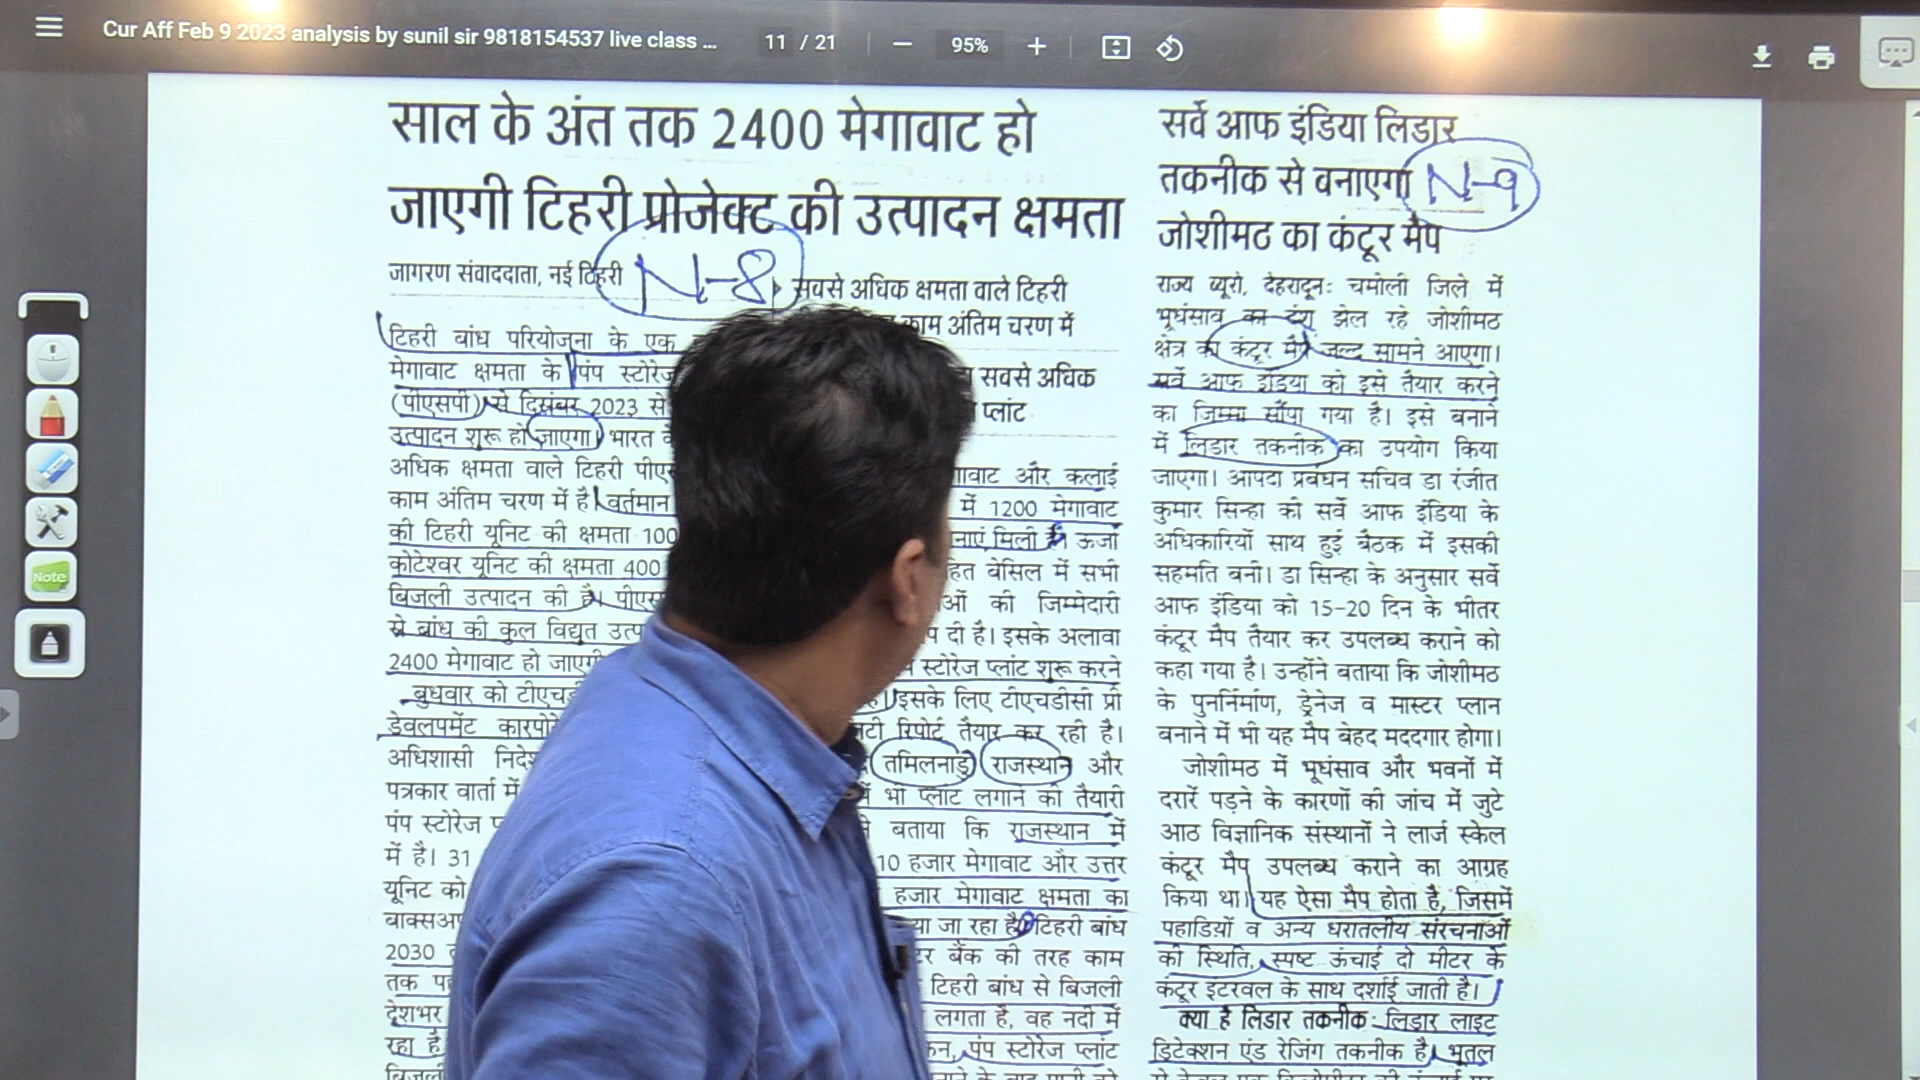 Cur Aff Feb 9 2023 analysis by sunil sir 9818154537 live class ...
11 / 21
95%
Note
साल के अंत तक 2400 मेगावाट हो
जाएगी टिहरी प्रोजेक्ट की उत्पादन क्षमता
N-8
जागरण संवाददाता, नई टिहरी
टिहरी बांध परियोजना के एक
मेगावाट क्षमता के पंप स्टोरेज
(पीएसपी) से दिसंबर 2023 से
उत्पादन शुरू हो जाएगा। भारत
अधिक क्षमता वाले टिहरी
काम अंतिम चरण में है। वर्तमान
की टिहरी यूनिट की क्षमता
कोटेश्वर यूनिट की क्षमता 400
बिजली उत्पादन की है।
से बांध की कुल विद्युत
2400 मेगावाट हो जाएगी
बुधवार को
डेवलपमेंट
अधिशासी
पत्रकार वार्ता में
पंप स्टोरेज
में है। 31
यूनिट को
2030
तक
देशभर
रहा है
सबसे अधिक क्षमता वाले टिहरी
काम अंतिम चरण में
सबसे अधिक
प्लांट
और कलाई
में 1200 मेगावाट
मिली हैं। ऊर्जा
बेसिल में सभी
की जिम्मेदारी
दी है। इसके अलावा
स्टोरेज प्लांट शुरू करने
इसके लिए टीएचडीसी प्री
रिपोर्ट तैयार कर रही है।
तमिलनाडु राजस्थान और
भी प्लांट लगाने की तैयारी
बताया कि राजस्थान में
10 हजार मेगावाट और उत्तर
हजार मेगावाट क्षमता का
जा रहा है। टिहरी बांध
बैंक की तरह काम
टिहरी बांध से बिजली
लगता है, वह नदी में
पंप स्टोरेज प्लांट
सर्वे आफ इंडिया लिडार
तकनीक से बनाएगा N-9
जोशीमठ का कंटूर मैप
राज्य ब्यूरो, देहरादून: चमोली जिले में
भूधंसाव का दंश झेल रहे जोशीमठ
क्षेत्र का कंटूर मैप जल्द सामने आएगा।
सर्वे आफ इंडिया को इसे तैयार करने
का जिम्मा सौंपा गया है। इसे बनाने
में लिडार तकनीक का उपयोग किया
जाएगा। आपदा प्रबंधन सचिव डा रंजीत
कुमार सिन्हा की सर्वे आफ इंडिया के
अधिकारियों साथ हुई बैठक में इसकी
सहमति बनी। डा सिन्हा के अनुसार सर्वे
आफ इंडिया को 15-20 दिन के भीतर
कंटूर मैप तैयार कर उपलब्ध कराने को
कहा गया है। उन्होंने बताया कि जोशीमठ
के पुनर्निर्माण, ड्रेनेज व मास्टर प्लान
बनाने में भी यह मैप बेहद मददगार होगा।
जोशीमठ में भूधंसाव और भवनों में
दरारें पड़ने के कारणों की जांच में जुटे
आठ विज्ञानिक संस्थानों ने लार्ज स्केल
कंटूर मैप उपलब्ध कराने का आग्रह
किया था। यह ऐसा मैप होता है, जिसमें
पहाडिय़ों व अन्य धरातलीय संरचनाओं
की स्थिति, स्पष्ट ऊंचाई दो मीटर के
कंटूर इंटरवल के साथ दर्शाई जाती है।
क्या है लिडार तकनीक: लिडार लाइट
डिटेक्शन एंड रेंजिंग तकनीक है। भूतल